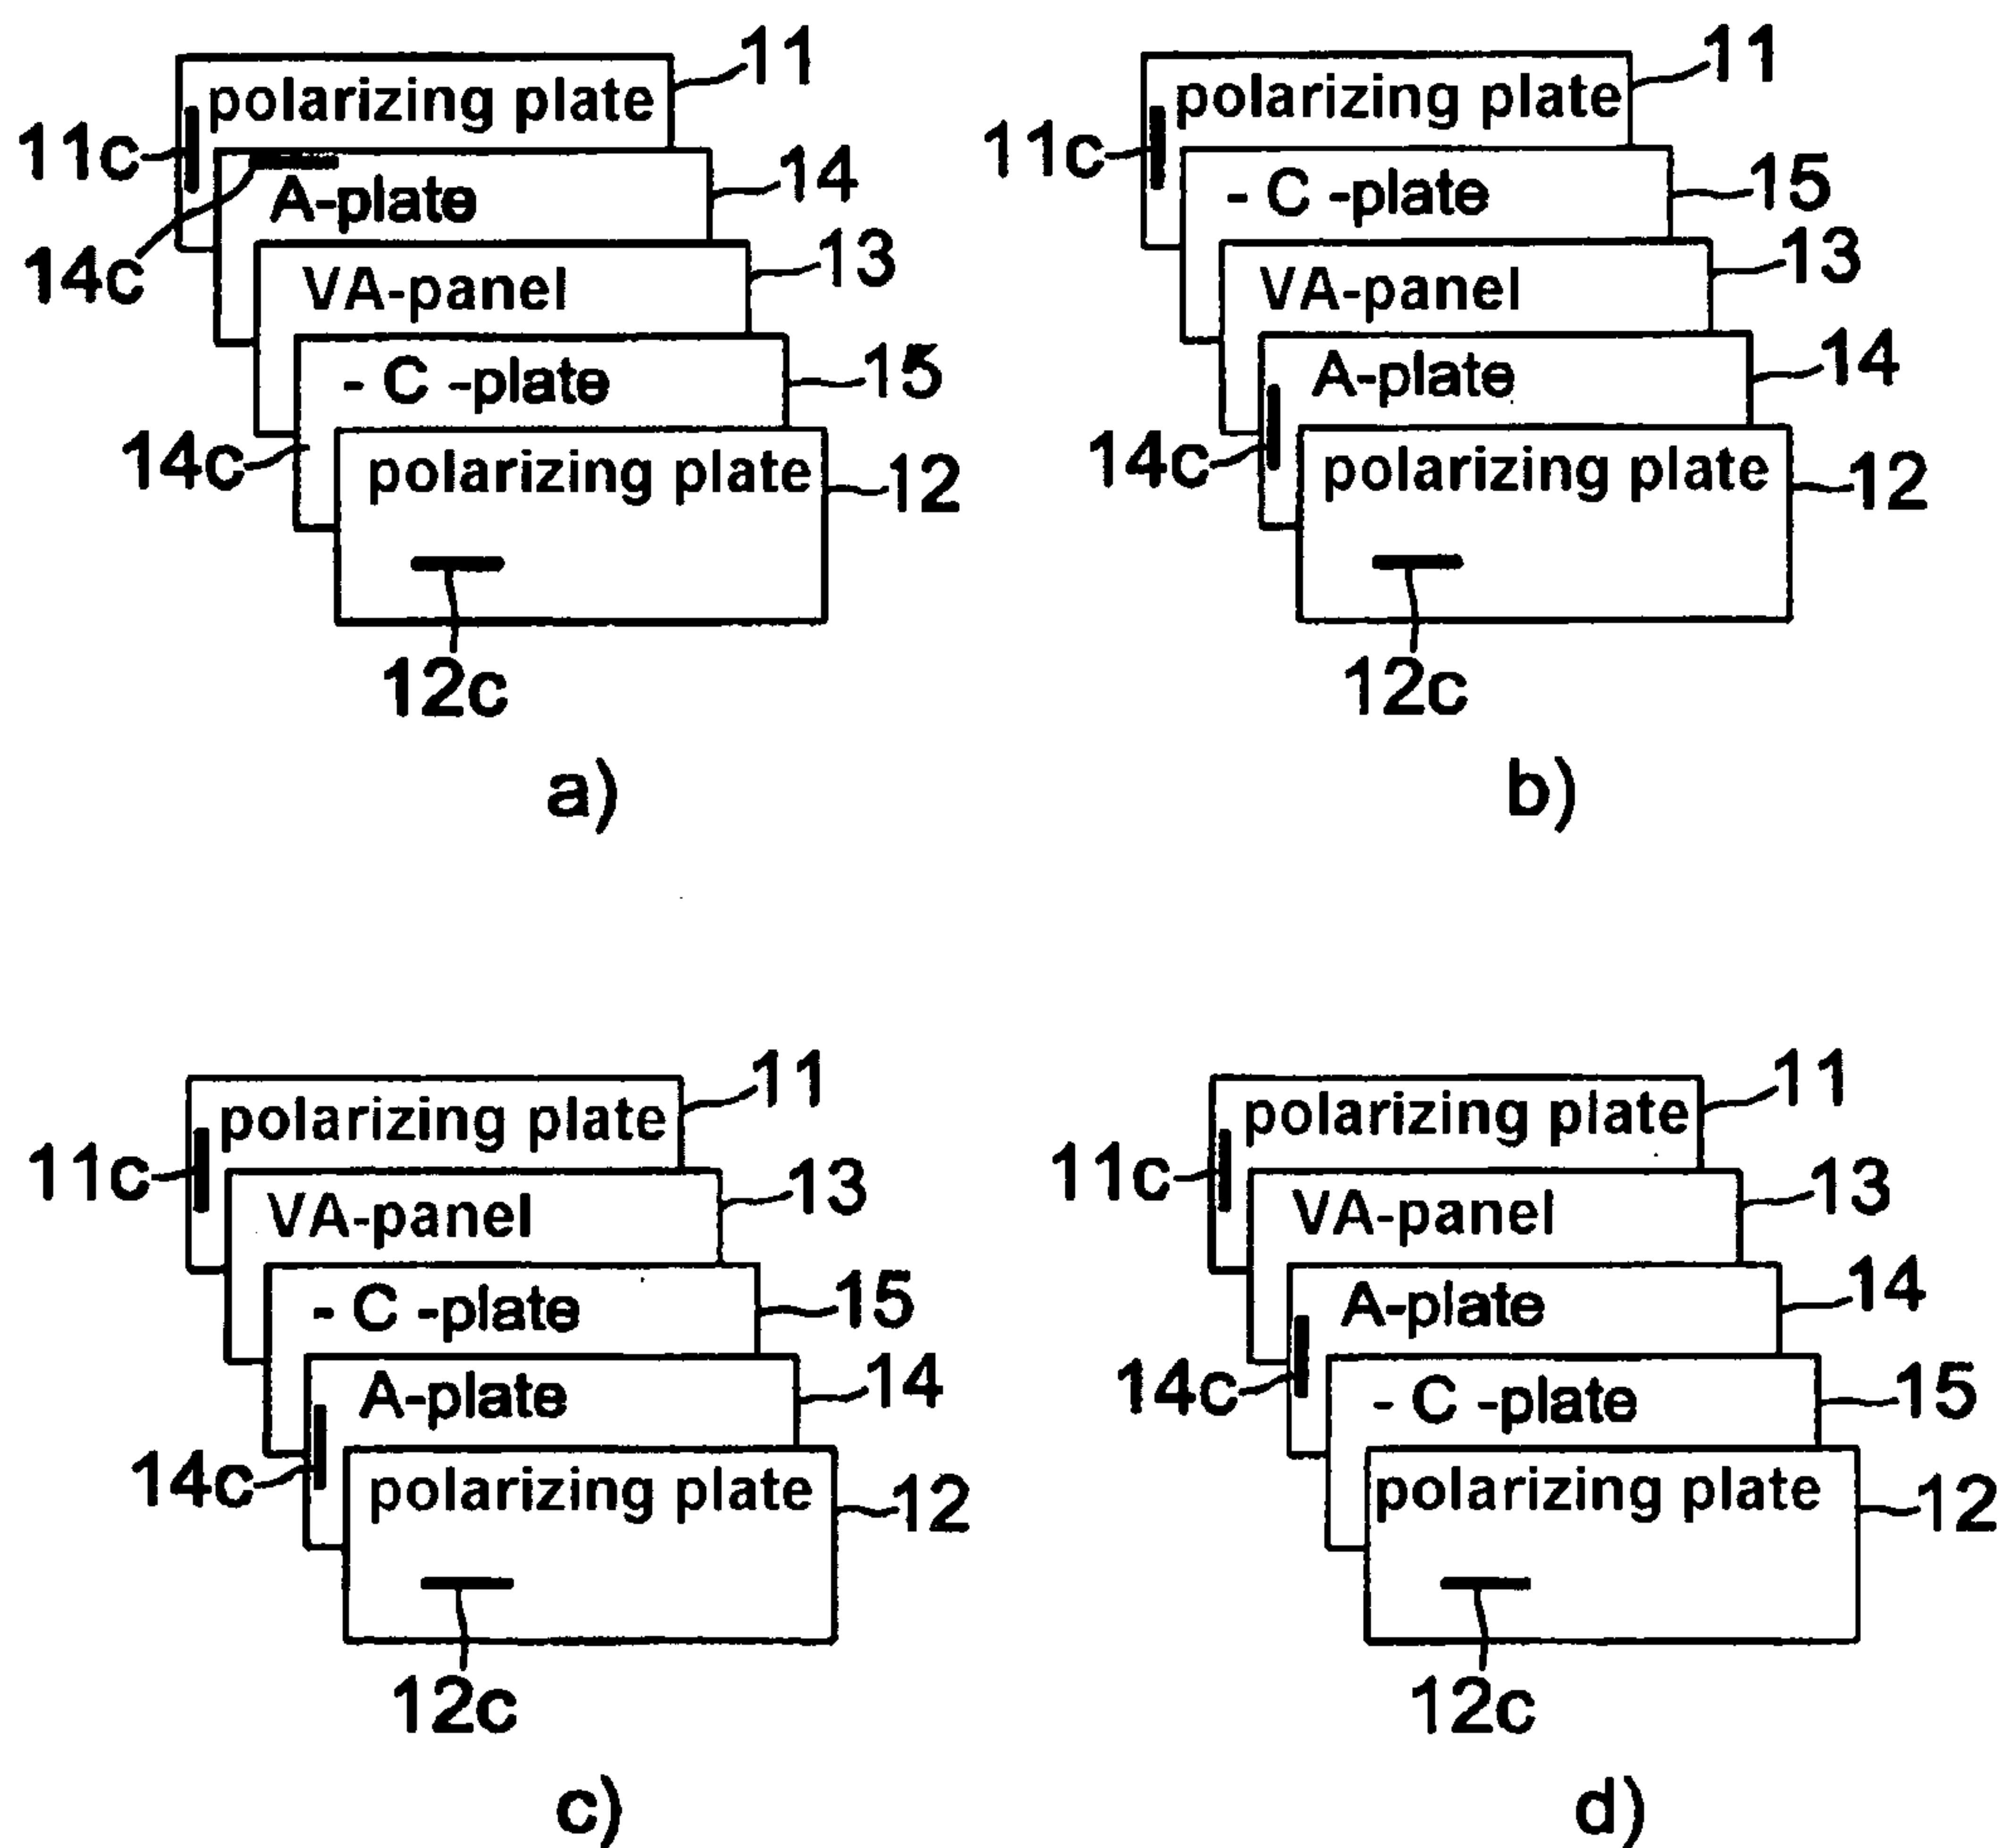 polarizing plate 11
11c
A-plate 14
14c
VA-panel 13
- C -plate 15
14c
polarizing plate 12
12c
a)
polarizing plate 11
11c
- C -plate 15
VA-panel 13
A-plate 14
14c
polarizing plate 12
12c
b)
polarizing plate 11
11c
VA-panel 13
- C -plate 15
A-plate 14
14c
polarizing plate 12
12c
c)
polarizing plate 11
11c
VA-panel 13
A-plate 14
14c
- C -plate 15
polarizing plate 12
12c
d)